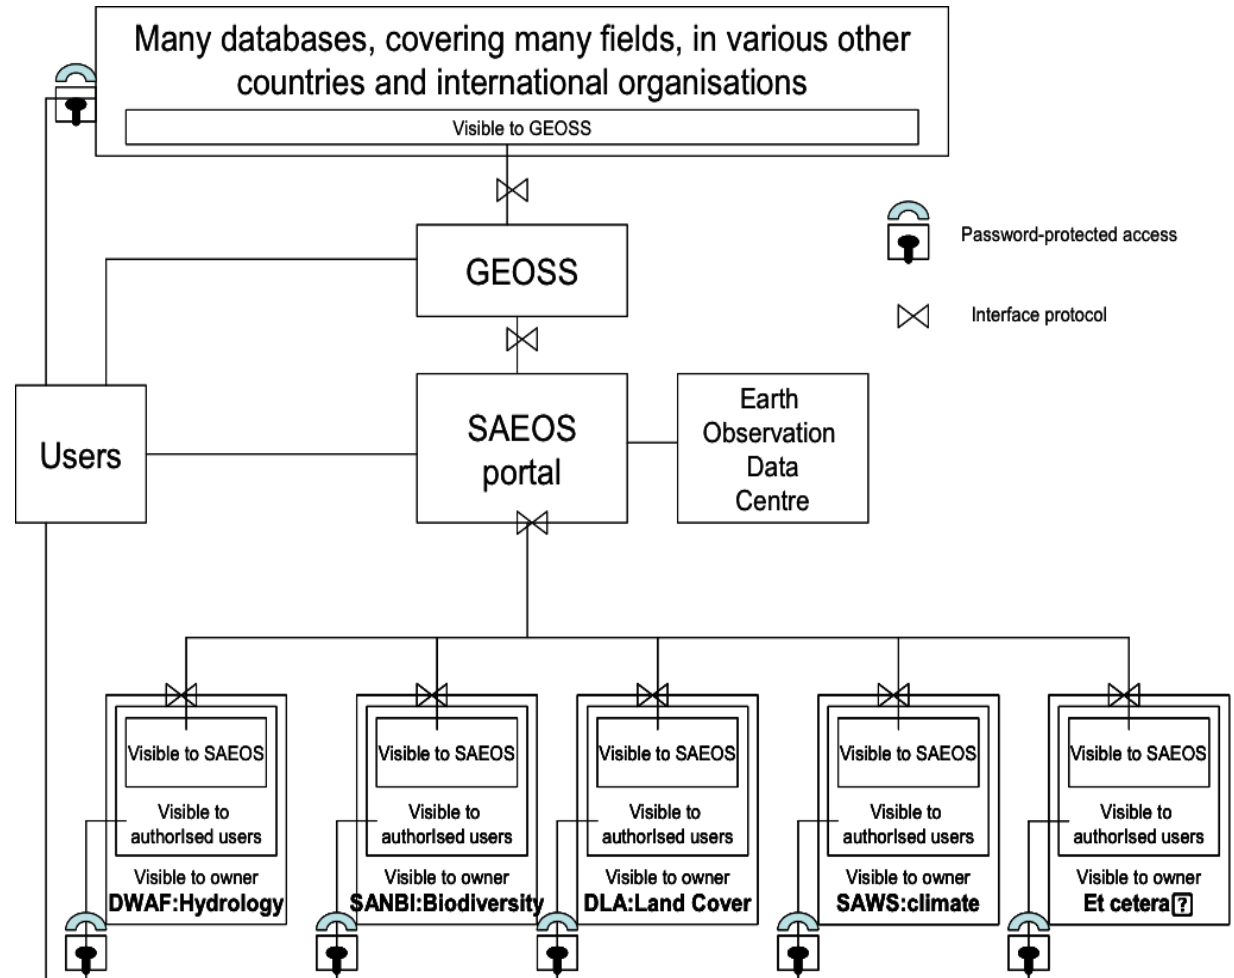 Many databases, covering many fields, in various other
countries and international organisations
Visible to GEOSS
Password-protected access
GEOSS
Interface protocol
SAEOS
portal
Earth
Observation
Data
Centre
Users
Visible to SAEOS
Visible to
authorIsed users
Visible to owner
DWAF:Hydrology
Visible to SAEOS
Visible to
authorIsed users
Visible to owner
SANBI:Biodiversity
Visible to SAEOS
Visible to
authorIsed users
Visible to owner
DLA:Land Cover
Visible to SAEOS
Visible to
authorIsed users
Visible to owner
SAWS:climate
Visible to SAEOS
Visible to
authorIsed users
Visible to owner
Et cetera?